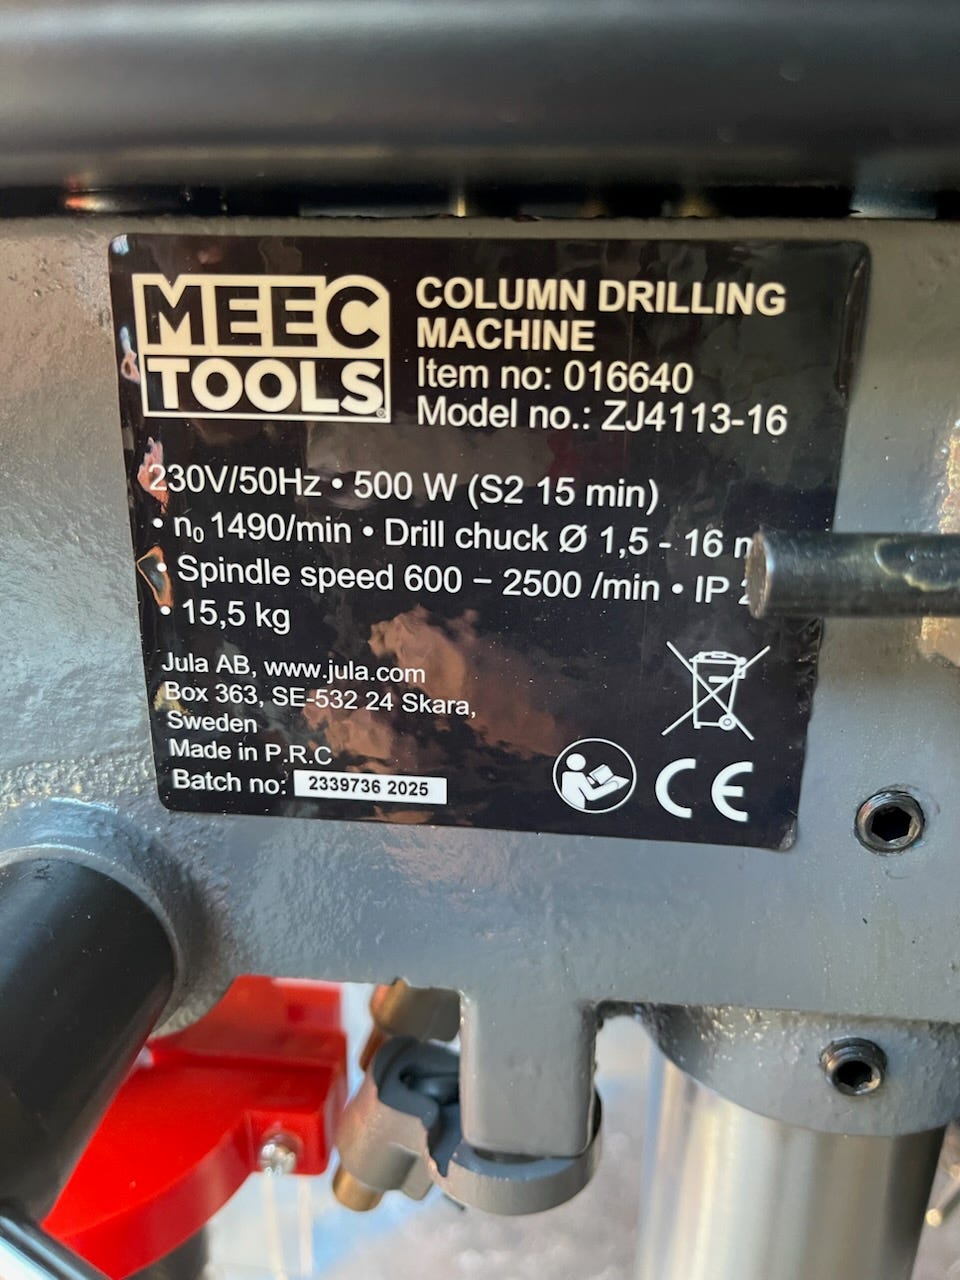 MEEC
TOOLS®
COLUMN DRILLING
MACHINE
Item no: 016640
Model no.: ZJ4113-16
230V/50Hz • 500 W (S2 15 min)
• n₀ 1490/min • Drill chuck Ø 1,5 - 16
• Spindle speed 600 – 2500 /min • IP
• 15,5 kg
Jula AB, www.jula.com
Box 363, SE-532 24 Skara,
Sweden
Made in P.R.C
Batch no: 2339736 2025
CE